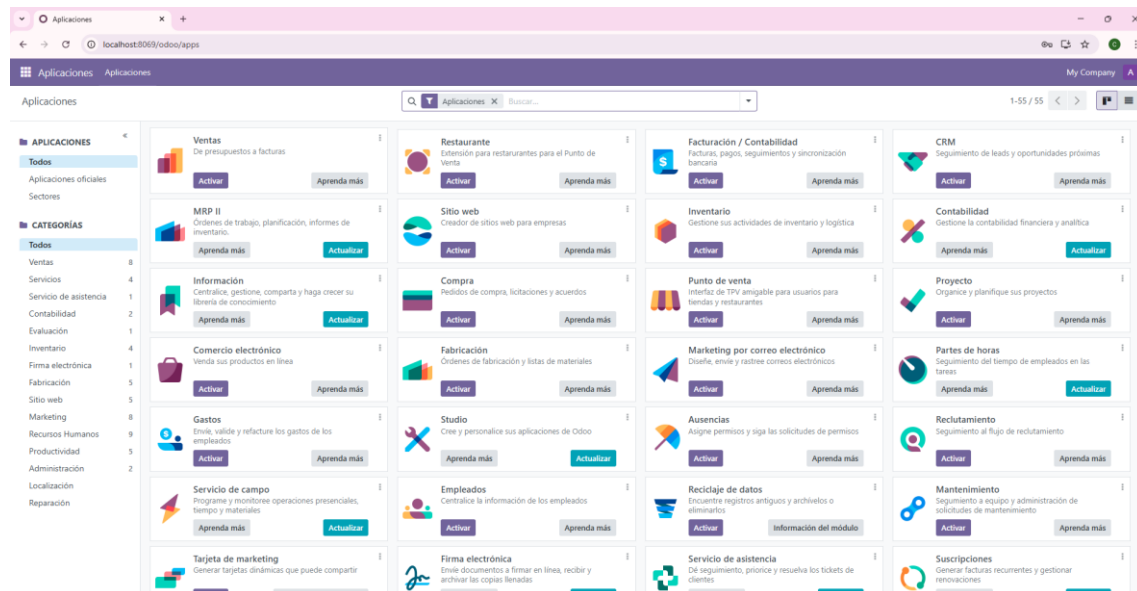 Aplicaciones
localhost:8069/odoo/apps
C
Aplicaciones Aplicaciones
My Company A
Aplicaciones
Aplicaciones Buscar...
1-55 / 55
APLICACIONES
Todos
Aplicaciones oficiales
Sectores
CATEGORÍAS
Todos
Ventas 8
Servicios 4
Servicio de asistencia 1
Contabilidad 2
Evaluación 1
Inventario 4
Firma electrónica 1
Fabricación 5
Sitio web 5
Marketing 8
Recursos Humanos 9
Productividad 5
Administración 2
Localización
Reparación
Ventas
De presupuestos a facturas
Activar Aprenda más
Restaurante
Extensión para restarurantes para el Punto de
Venta
Activar Aprenda más
Facturación / Contabilidad
Facturas, pagos, seguimientos y sincronización
bancaria
Activar Aprenda más
CRM
Seguimiento de leads y oportunidades próximas
Activar Aprenda más
MRP II
Órdenes de trabajo, planificación, informes de
inventario.
Aprenda más Actualizar
Sitio web
Creador de sitios web para empresas
Activar Aprenda más
Inventario
Gestione sus actividades de inventario y logística
Activar Aprenda más
Contabilidad
Gestione la contabilidad financiera y analítica
Aprenda más Actualizar
Información
Centralice, gestione, comparta y haga crecer su
librería de conocimiento
Aprenda más Actualizar
Compra
Pedidos de compra, licitaciones y acuerdos
Activar Aprenda más
Punto de venta
Interfaz de TPV amigable para usuarios para
tiendas y restaurantes
Activar Aprenda más
Proyecto
Organice y planifique sus proyectos
Activar Aprenda más
Comercio electrónico
Venda sus productos en línea
Activar Aprenda más
Fabricación
Órdenes de fabricación y listas de materiales
Activar Aprenda más
Marketing por correo electrónico
Diseñe, envíe y rastree correos electrónicos
Activar Aprenda más
Partes de horas
Seguimiento del tiempo de empleados en las
tareas
Aprenda más Actualizar
Gastos
Envíe, valide y refacture los gastos de los
empleados
Activar Aprenda más
Studio
Cree y personalice sus aplicaciones de Odoo
Aprenda más Actualizar
Ausencias
Asigne permisos y siga las solicitudes de permisos
Activar Aprenda más
Reclutamiento
Seguimiento al flujo de reclutamiento
Activar Aprenda más
Servicio de campo
Programe y monitoree operaciones presenciales,
tiempo y materiales
Aprenda más Actualizar
Empleados
Centralice la información de los empleados
Activar Aprenda más
Reciclaje de datos
Encuentre registros antiguos y archívelos o
elimínarlos
Activar Información del módulo
Mantenimiento
Seguimiento a equipo y administración de
solicitudes de mantenimiento
Activar Aprenda más
Tarjeta de marketing
Generar tarjetas dinámicas que puede compartir
Firma electrónica
Envíe documentos a firmar en línea, recibir y
archivar las copias llenadas
Servicio de asistencia
Dé seguimiento, priorice y resuelva los tickets de
clientes
Suscripciones
Generar facturas recurrentes y gestionar
renovaciones